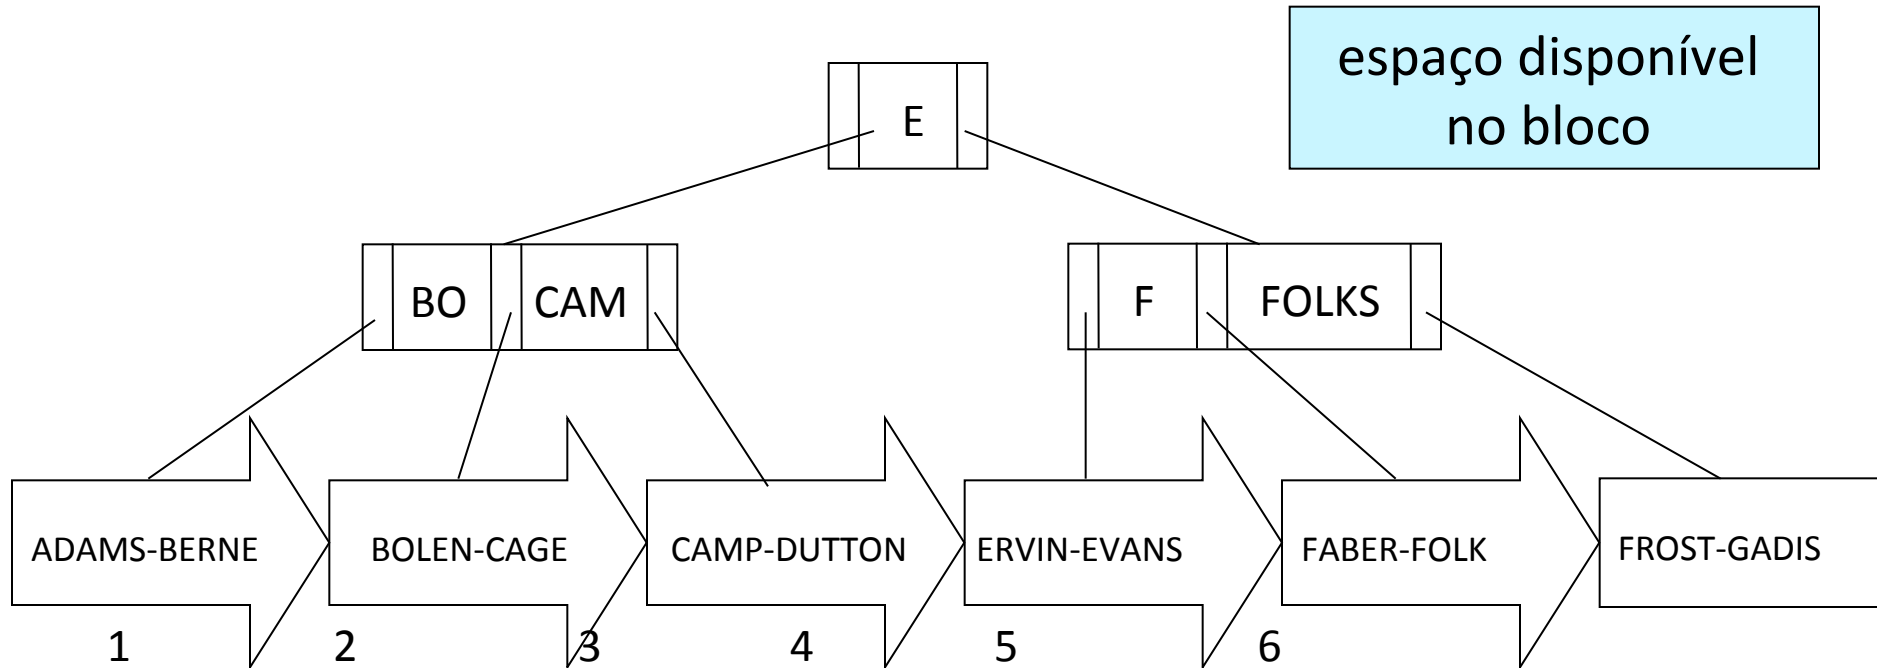 espaço disponível
no bloco
E
BO CAM
F FOLKS
ADAMS-BERNE BOLEN-CAGE CAMP-DUTTON ERVIN-EVANS FABER-FOLK FROST-GADIS
1 2 3 4 5 6